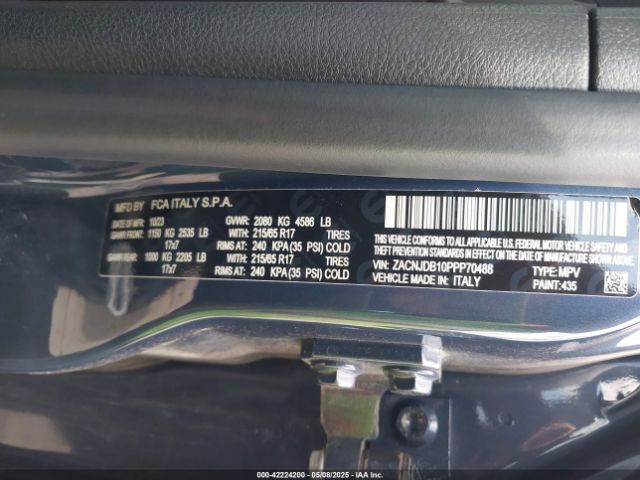 MFD BY FCA ITALY S.P.A.
DATE OF MFR: 10/23 GVWR: 2080 KG 4586 LB
GAWR FRONT: 1150 KG 2535 LB WITH: 215/65 R17 TIRES
17x7 RIMS AT: 240 KPA(35 PSI) COLD
GAWR REAR: 1000 KG 2205 LB WITH: 215/65 R17 TIRES
17x7 RIMS AT: 240 KPA(35 PSI) COLD
THIS VEHICLE CONFORMS TO ALL APPLICABLE
U.S.A. FEDERAL MOTOR VEHICLE SAFETY AND
THEFT PREVENTION STANDARDS IN EFFECT ON
THE DATE OF MANUFACTURE SHOWN ABOVE.
VIN: ZACNJDB10PPP70488 TYPE: MPV
VEHICLE MADE IN: ITALY PAINT: 435
000-42224200 05/08/2025 IAAI.COM